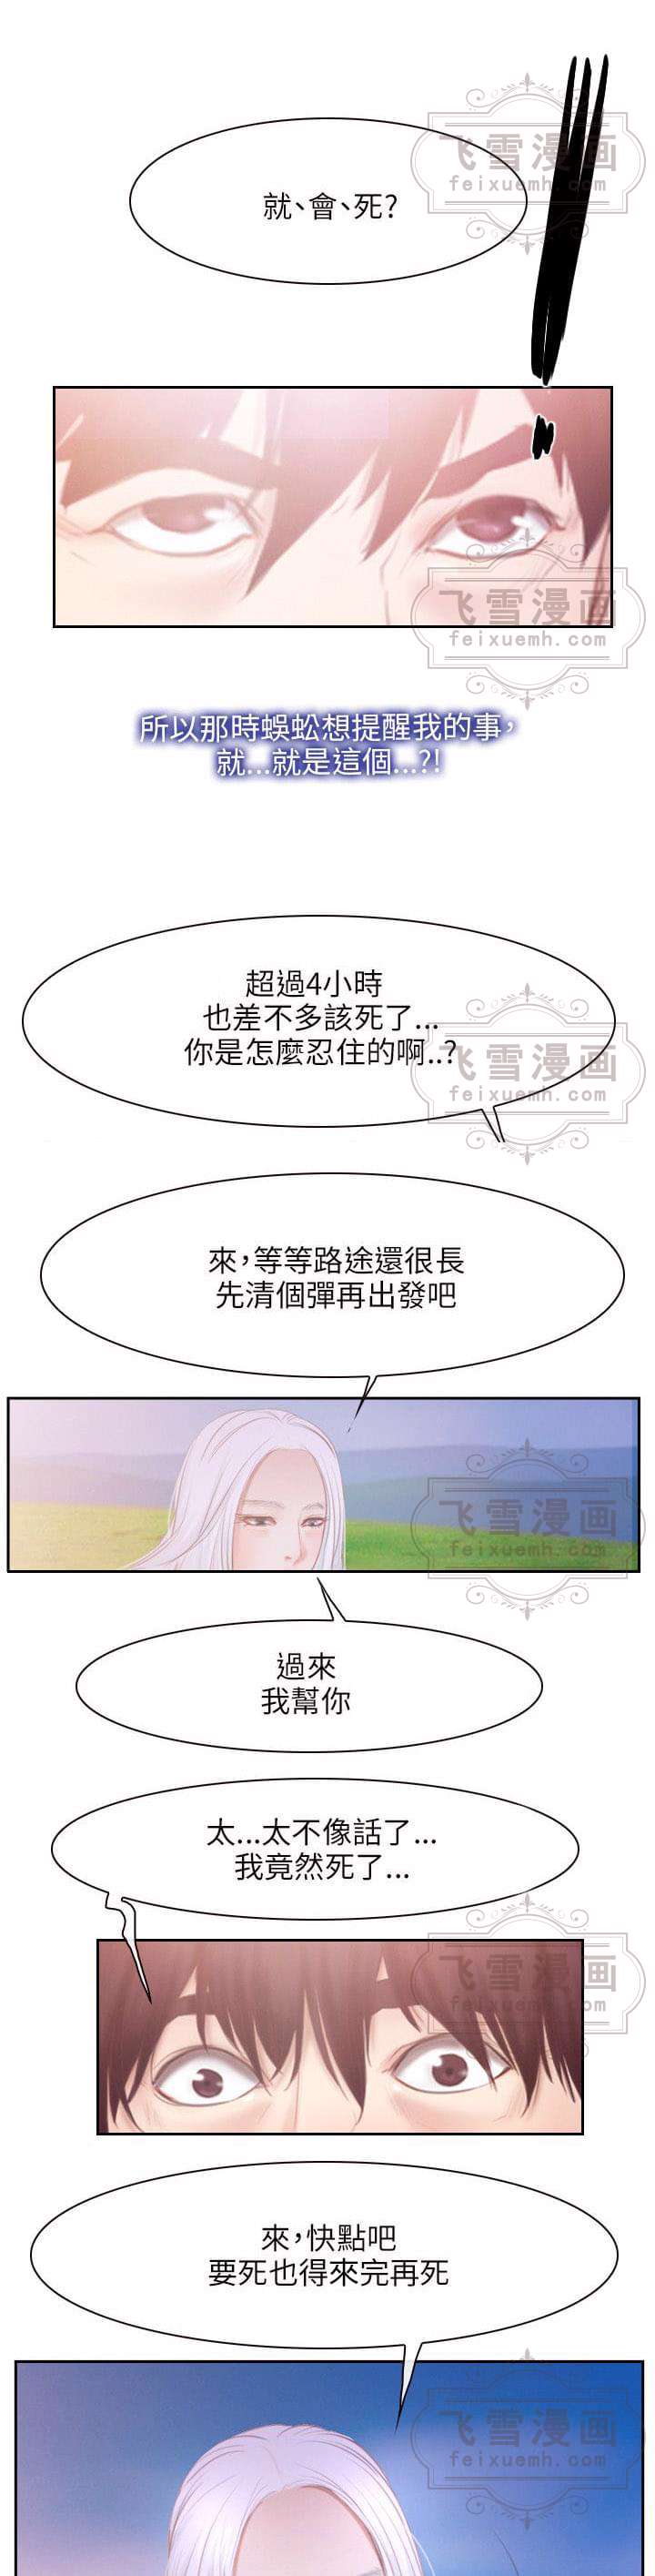 飞雪漫画
feixuemh.com
就、會、死?
飞雪漫画
feixuemh.com
所以那時蜈蚣想提醒我的事,
就...就是這個...?!
超過4小時
也差不多該死了...
你是怎麼忍住的啊..?
飞雪漫画
feixuemh.com
來,等等路途還很長
先清個彈再出發吧
飞雪漫画
feixuemh.com
過來
我幫你
太...太不像話了...
我竟然死了...
飞雪漫画
feixuemh.com
來,快點吧
要死也得來完再死
飞雪漫画
feixuemh.com